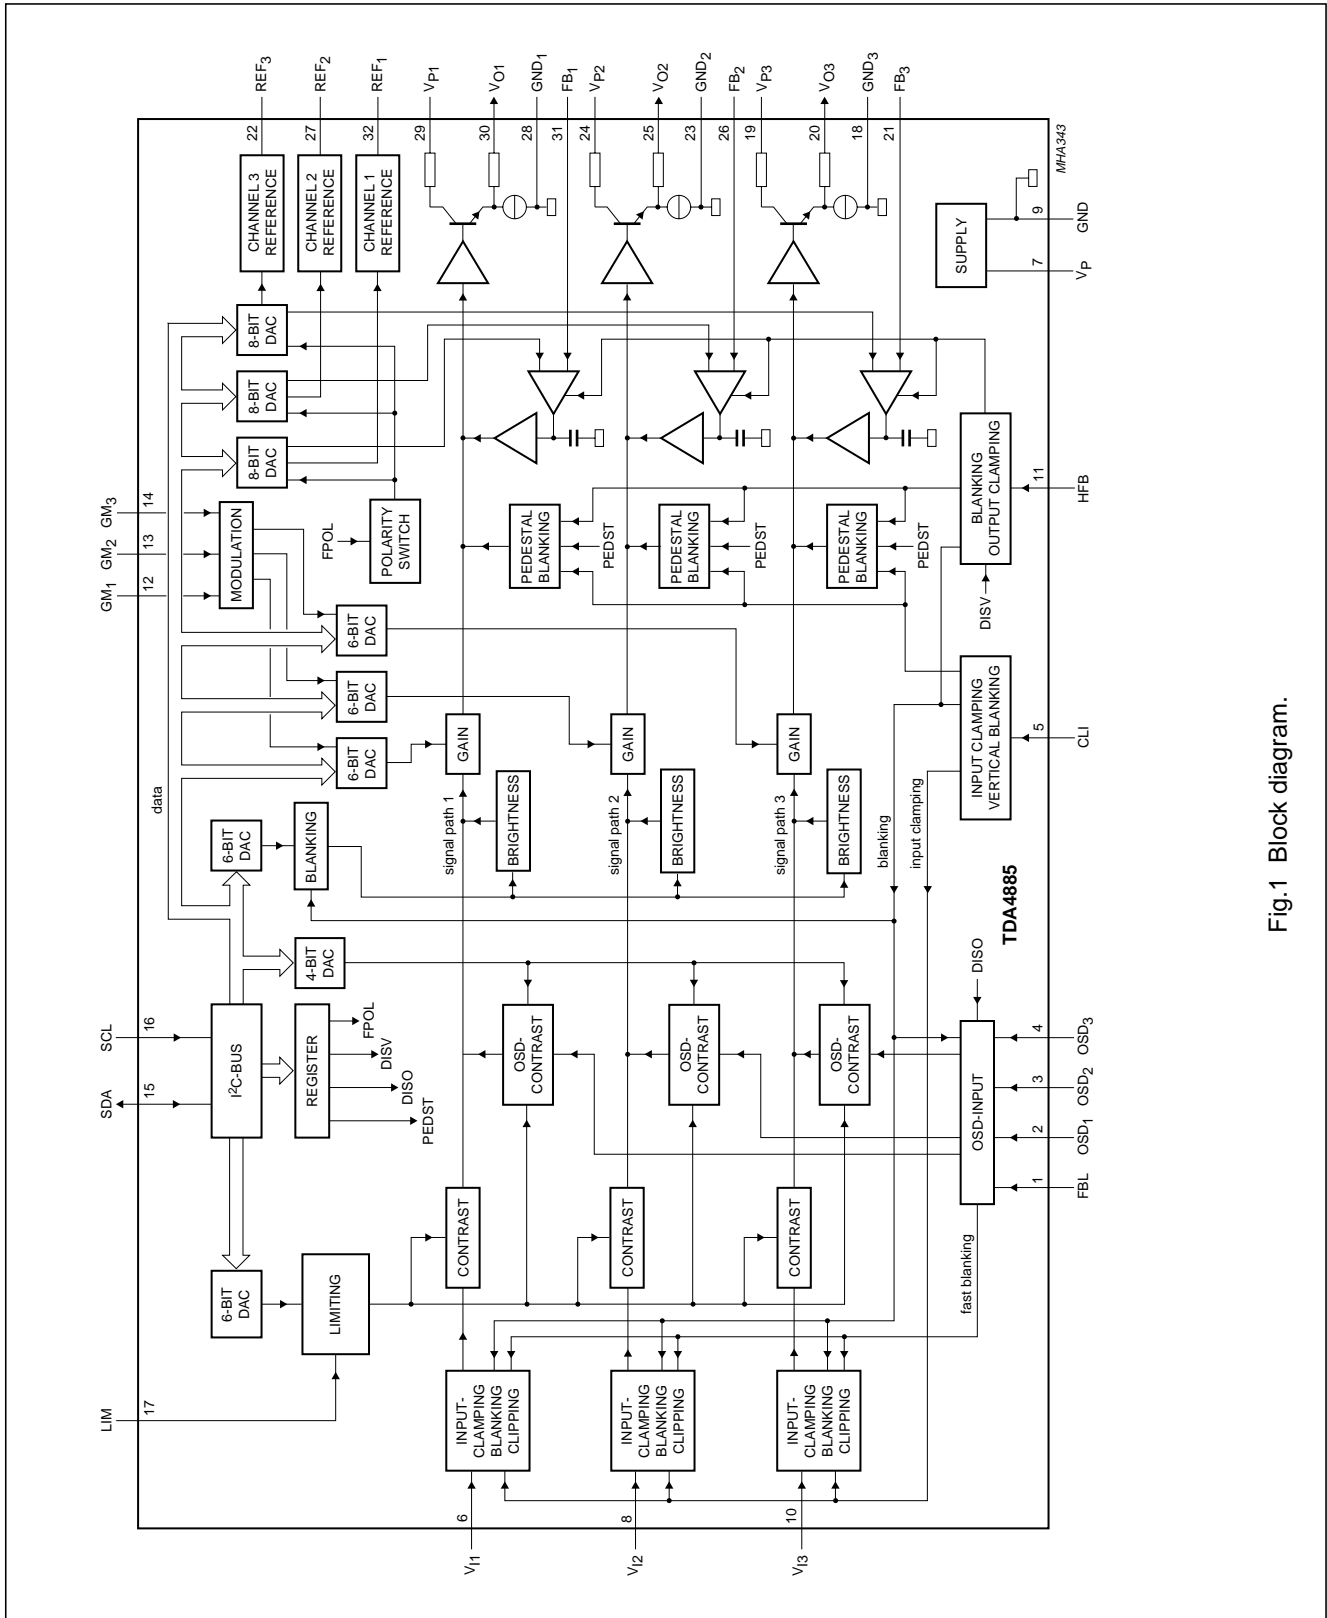 REF3
REF2
REF1
VP1
VO1
GND1
FB1
VP2
VO2
GND2
FB2
VP3
VO3
GND3
FB3
22
27
32
29
30
28
31
24
25
23
26
19
20
18
21
MHA343
CHANNEL 3
REFERENCE
CHANNEL 2
REFERENCE
CHANNEL 1
REFERENCE
SUPPLY
9
GND
7
VP
8-BIT
DAC
8-BIT
DAC
8-BIT
DAC
GM3
14
GM2
13
GM1
12
MODULATION
FPOL
POLARITY
SWITCH
PEDESTAL
BLANKING
PEDST
PEDESTAL
BLANKING
PEDST
PEDESTAL
BLANKING
PEDST
BLANKING
OUTPUT CLAMPING
11
HFB
DISV
6-BIT
DAC
6-BIT
DAC
6-BIT
DAC
GAIN
GAIN
GAIN
INPUT CLAMPING
VERTICAL BLANKING
5
CLI
data
6-BIT
DAC
BLANKING
signal path 1
BRIGHTNESS
signal path 2
BRIGHTNESS
signal path 3
BRIGHTNESS
blanking
input clamping
TDA4885
4-BIT
DAC
DISO
SCL
16
SDA
15
I2C-BUS
REGISTER
FPOL
DISV
DISO
PEDST
OSD-
CONTRAST
OSD-
CONTRAST
OSD-
CONTRAST
OSD-INPUT
4
OSD3
3
OSD2
2
OSD1
1
FBL
fast blanking
6-BIT
DAC
LIMITING
CONTRAST
CONTRAST
CONTRAST
LIM
17
INPUT-
CLAMPING
BLANKING
CLIPPING
INPUT-
CLAMPING
BLANKING
CLIPPING
INPUT-
CLAMPING
BLANKING
CLIPPING
6
VI1
8
VI2
10
VI3
Fig.1 Block diagram.